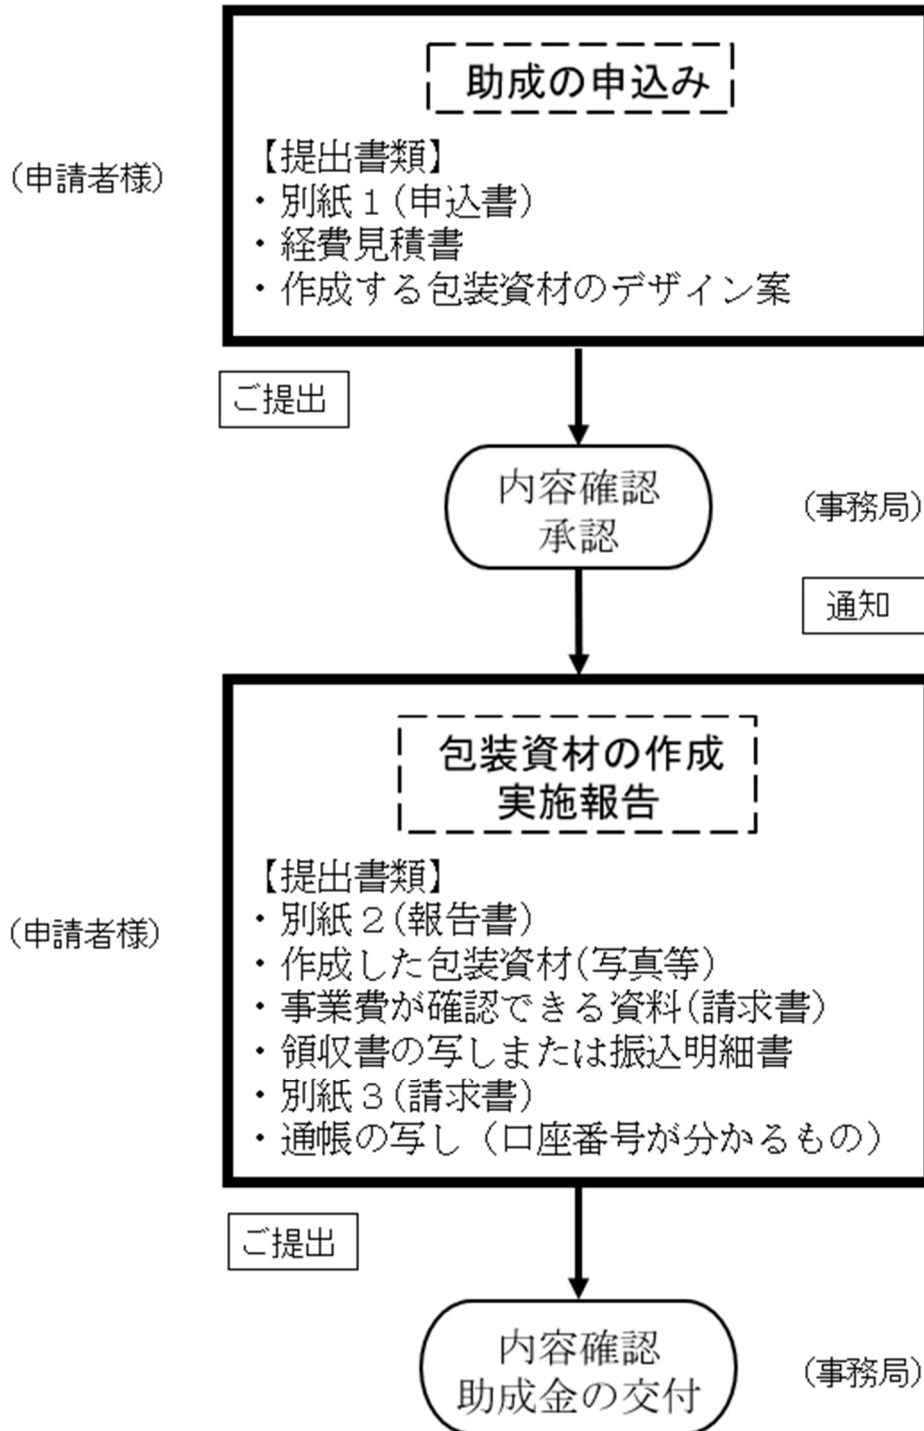 助成の申込み
(申請者様)
【提出書類】
・別紙1(申込書)
・経費見積書
・作成する包装資材のデザイン案
ご提出
内容確認
承認
(事務局)
通知
包装資材の作成
実施報告
(申請者様)
【提出書類】
・別紙2(報告書)
・作成した包装資材(写真等)
・事業費が確認できる資料(請求書)
・領収書の写しまたは振込明細書
・別紙3(請求書)
・通帳の写し（口座番号が分かるもの）
ご提出
内容確認
助成金の交付
(事務局)